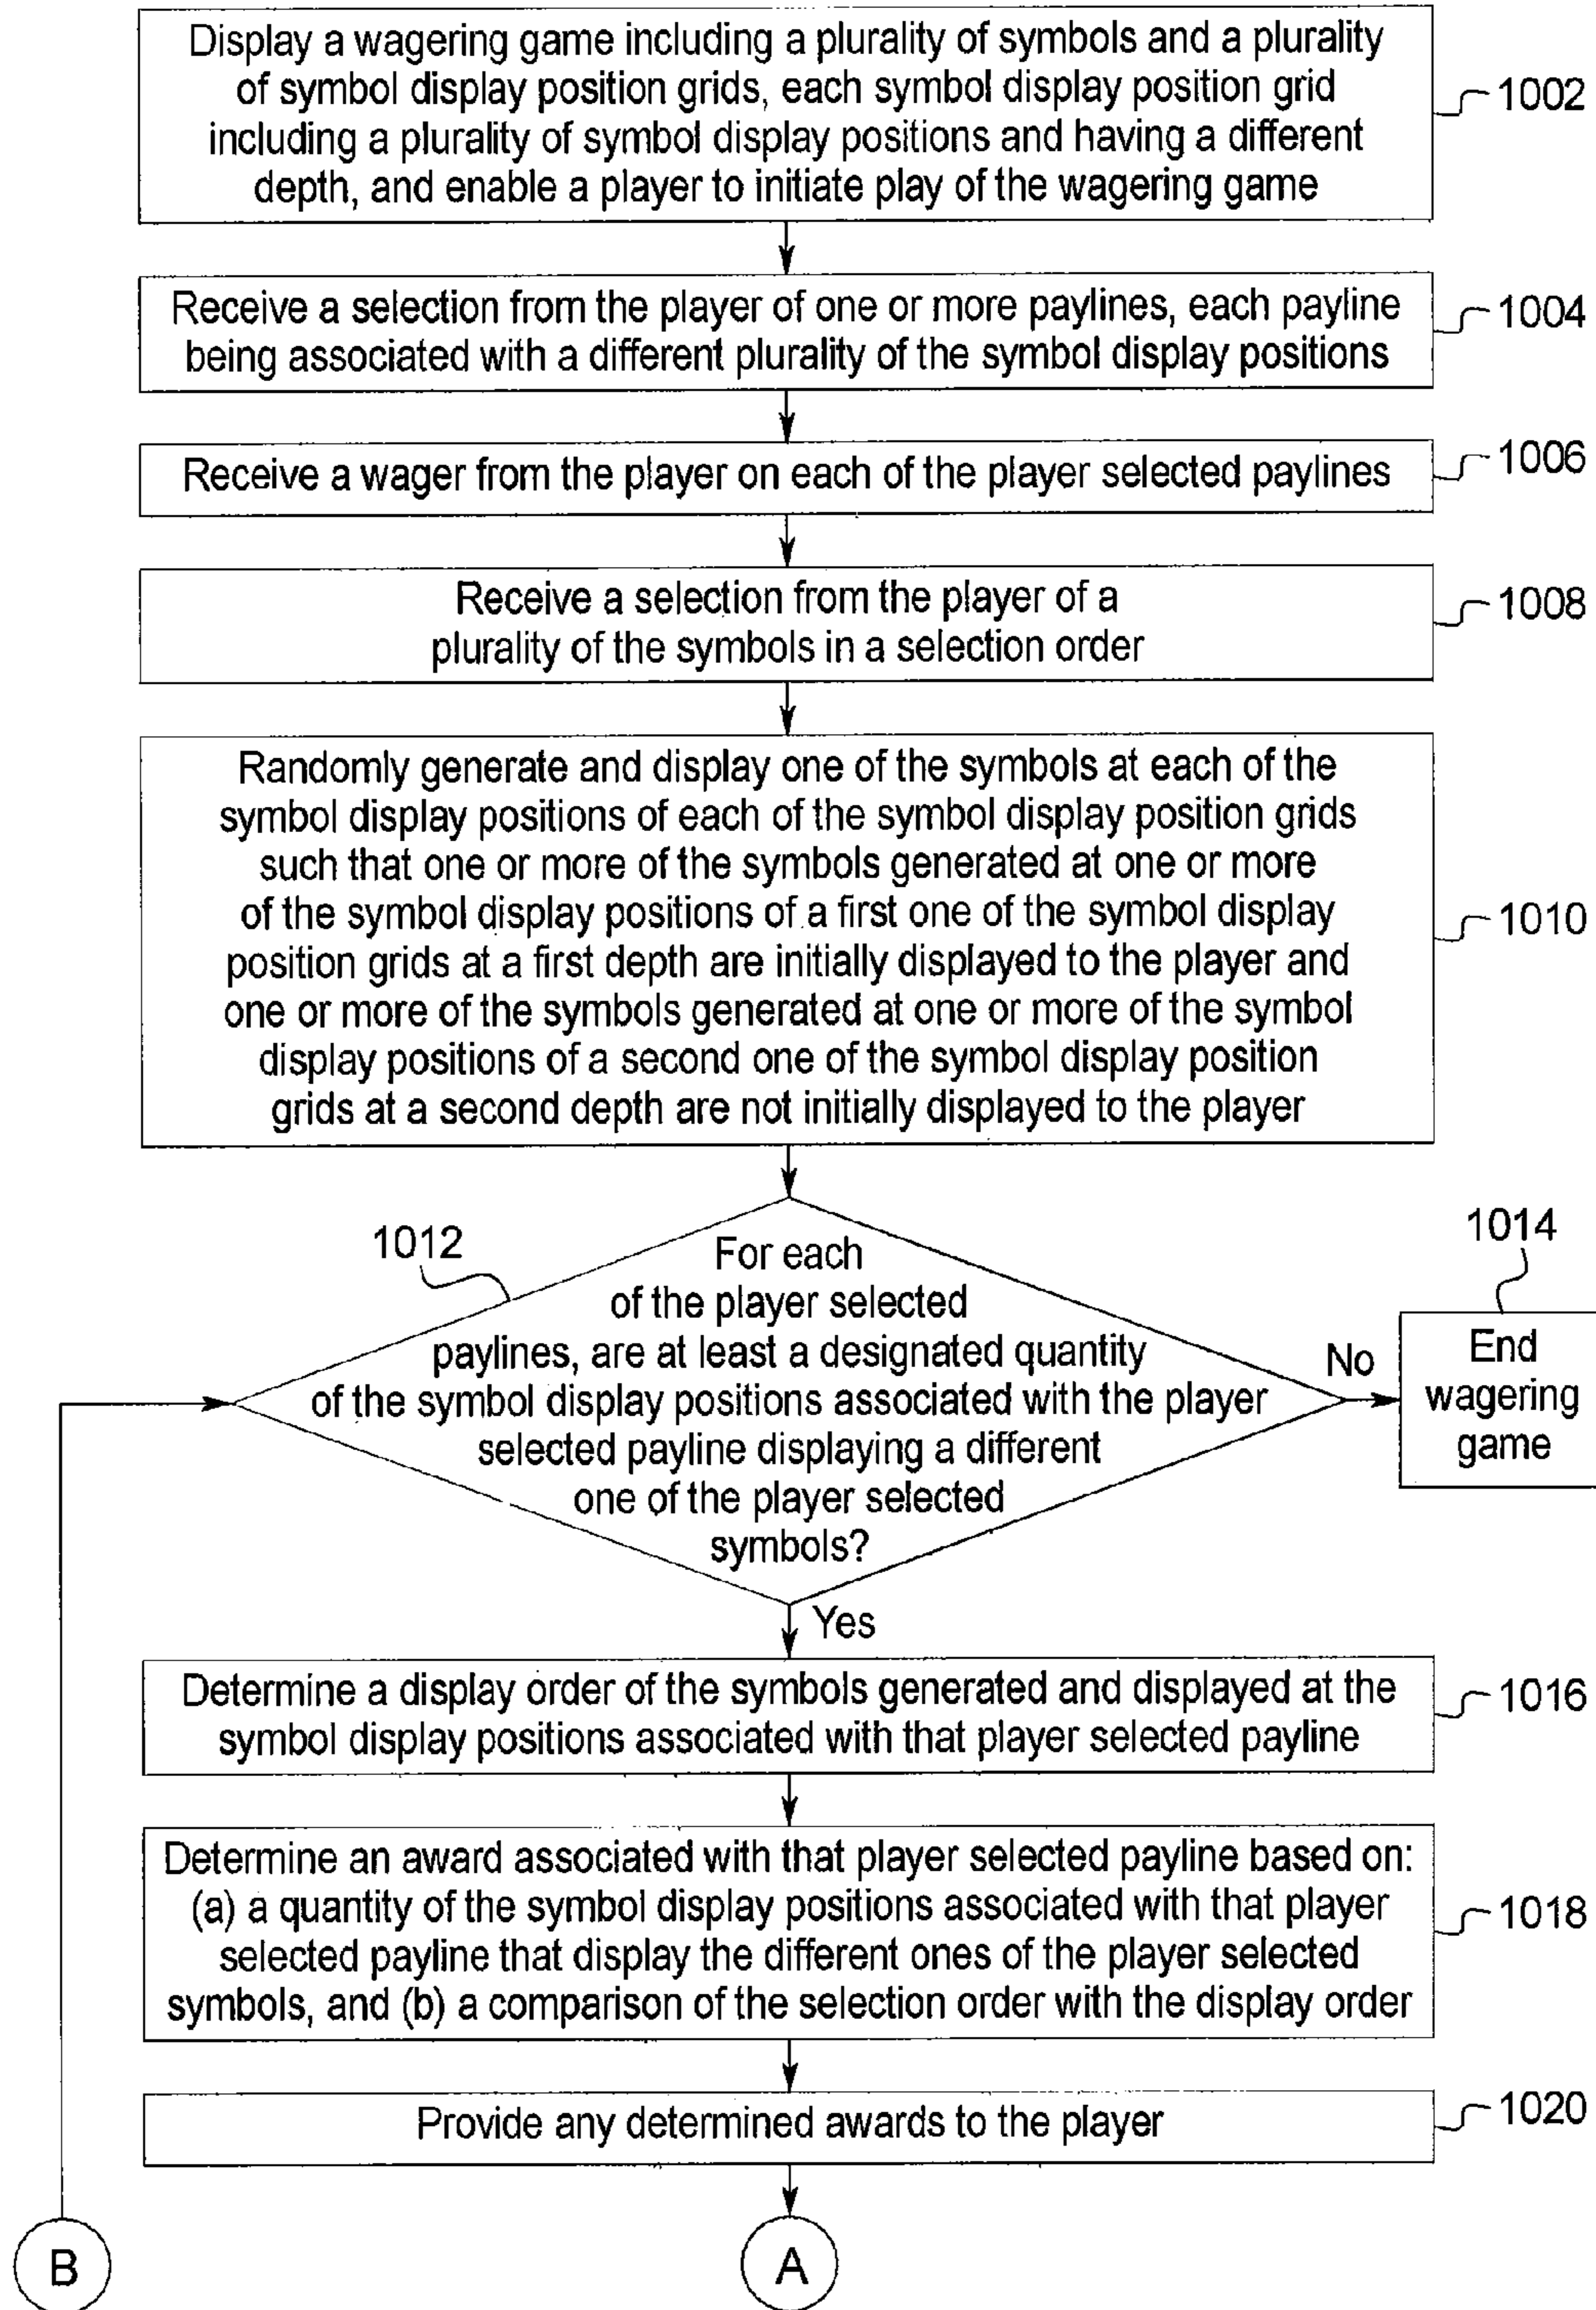 Display a wagering game including a plurality of symbols and a plurality
of symbol display position grids, each symbol display position grid
including a plurality of symbol display positions and having a different
depth, and enable a player to initiate play of the wagering game
1002
Receive a selection from the player of one or more paylines, each payline
being associated with a different plurality of the symbol display positions
1004
Receive a wager from the player on each of the player selected paylines
1006
Receive a selection from the player of a
plurality of the symbols in a selection order
1008
Randomly generate and display one of the symbols at each of the
symbol display positions of each of the symbol display position grids
such that one or more of the symbols generated at one or more
of the symbol display positions of a first one of the symbol display
position grids at a first depth are initially displayed to the player and
one or more of the symbols generated at one or more of the symbol
display positions of a second one of the symbol display position
grids at a second depth are not initially displayed to the player
1010
1012
For each
of the player selected
paylines, are at least a designated quantity
of the symbol display positions associated with the player
selected payline displaying a different
one of the player selected
symbols?
No
1014
End
wagering
game
Yes
Determine a display order of the symbols generated and displayed at the
symbol display positions associated with that player selected payline
1016
Determine an award associated with that player selected payline based on:
(a) a quantity of the symbol display positions associated with that player
selected payline that display the different ones of the player selected
symbols, and (b) a comparison of the selection order with the display order
1018
Provide any determined awards to the player
1020
B
A